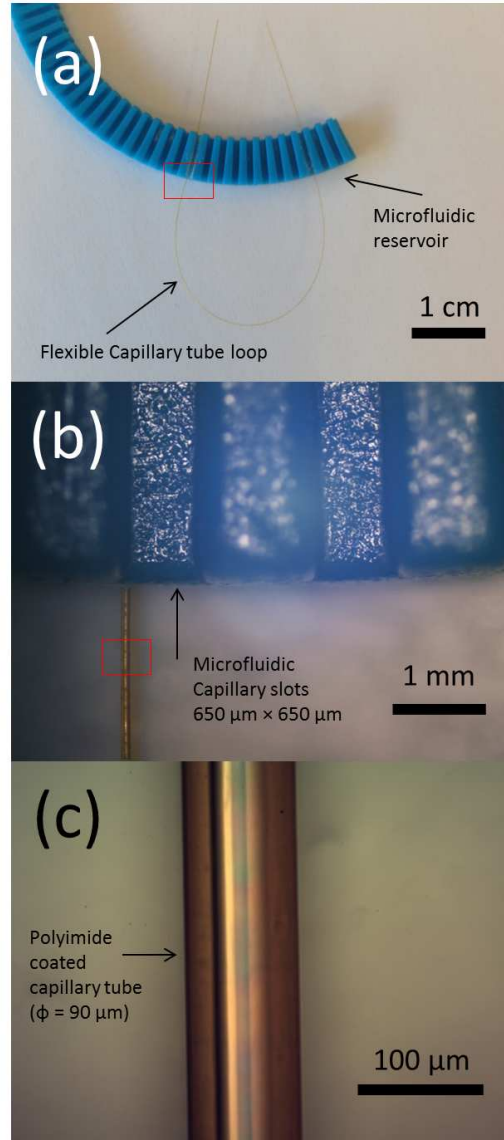 (a)
Microfluidic
reservoir
1 cm
Flexible Capillary tube loop
(b)
Microfluidic
Capillary slots
650 µm × 650 µm
1 mm
(c)
Polyimide
coated
capillary tube
(ϕ = 90 µm)
100 µm